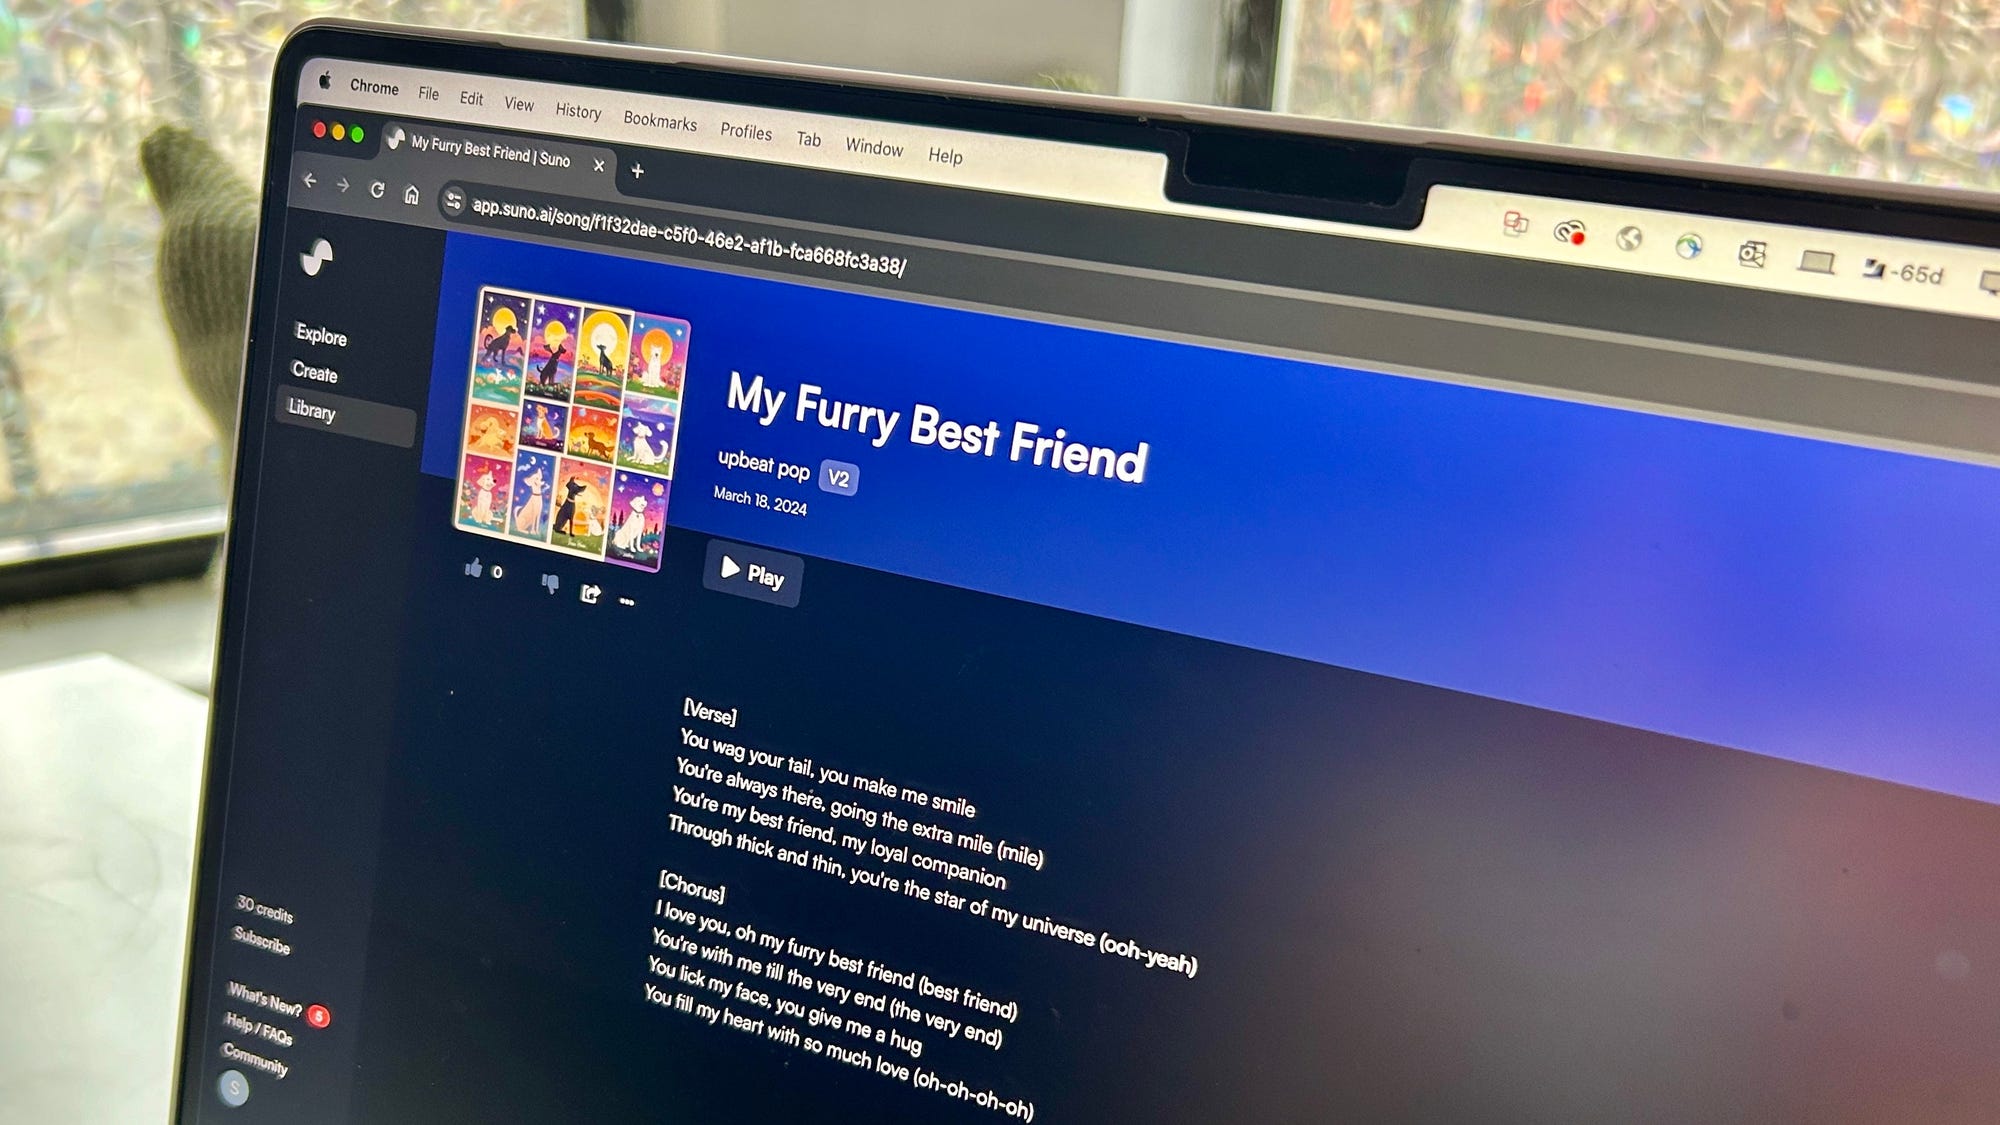 Chrome File Edit View History Bookmarks Profiles Tab Window Help
-65d
My Furry Best Friend | Suno
app.suno.ai/song/f1f32dae-c5f0-46e2-af1b-fca668fc3a38/
Explore
Create
Library
My Furry Best Friend
upbeat pop V2
March 18, 2024
0
Play
[Verse]
You wag your tail, you make me smile
You're always there, going the extra mile (mile)
You're my best friend, my loyal companion
Through thick and thin, you're the star of my universe (ooh-yeah)
[Chorus]
I love you, oh my furry best friend (best friend)
You're with me till the very end (the very end)
You lick my face, you give me a hug
You fill my heart with so much love (oh-oh-oh-oh)
30 credits
Subscribe
What's New? 5
Help / FAQs
Community
S